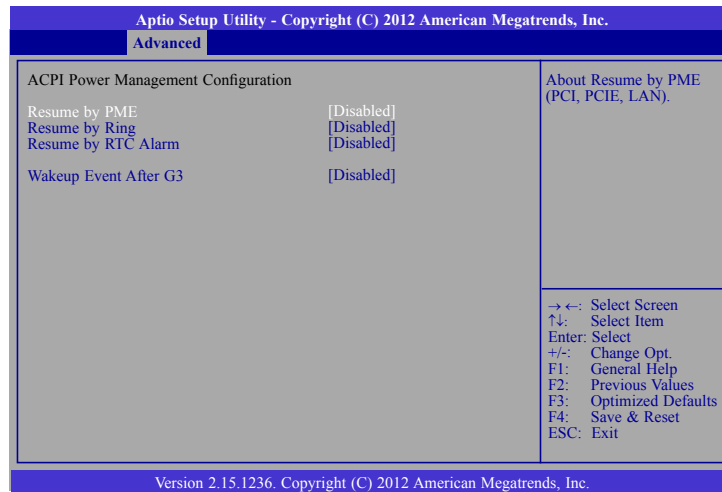 Aptio Setup Utility - Copyright (C) 2012 American Megatrends, Inc.
Advanced
ACPI Power Management Configuration
Resume by PME [Disabled]
Resume by Ring [Disabled]
Resume by RTC Alarm [Disabled]
Wakeup Event After G3 [Disabled]
About Resume by PME
(PCI, PCIE, LAN).
→ ←: Select Screen
↑↓: Select Item
Enter: Select
+/-: Change Opt.
F1: General Help
F2: Previous Values
F3: Optimized Defaults
F4: Save & Reset
ESC: Exit
Version 2.15.1236. Copyright (C) 2012 American Megatrends, Inc.